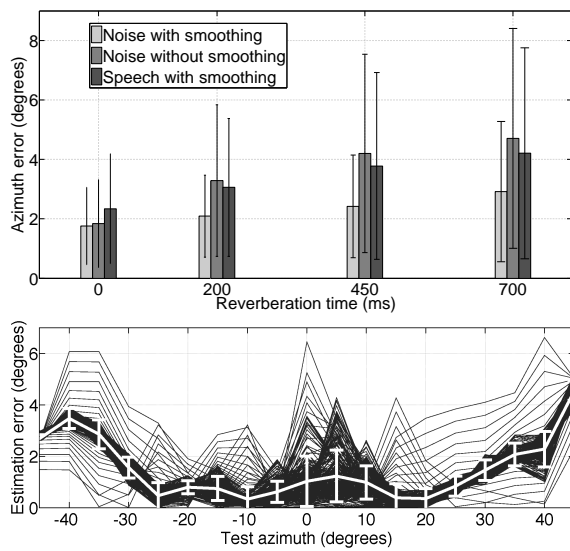 8
Noise with smoothing
Noise without smoothing
Speech with smoothing
6
4
2
0
Azimuth error (degrees)
0 200 450 700
Reverberation time (ms)
6
4
2
0
Estimation error (degrees)
-40 -30 -20 -10 0 10 20 30 40
Test azimuth (degrees)